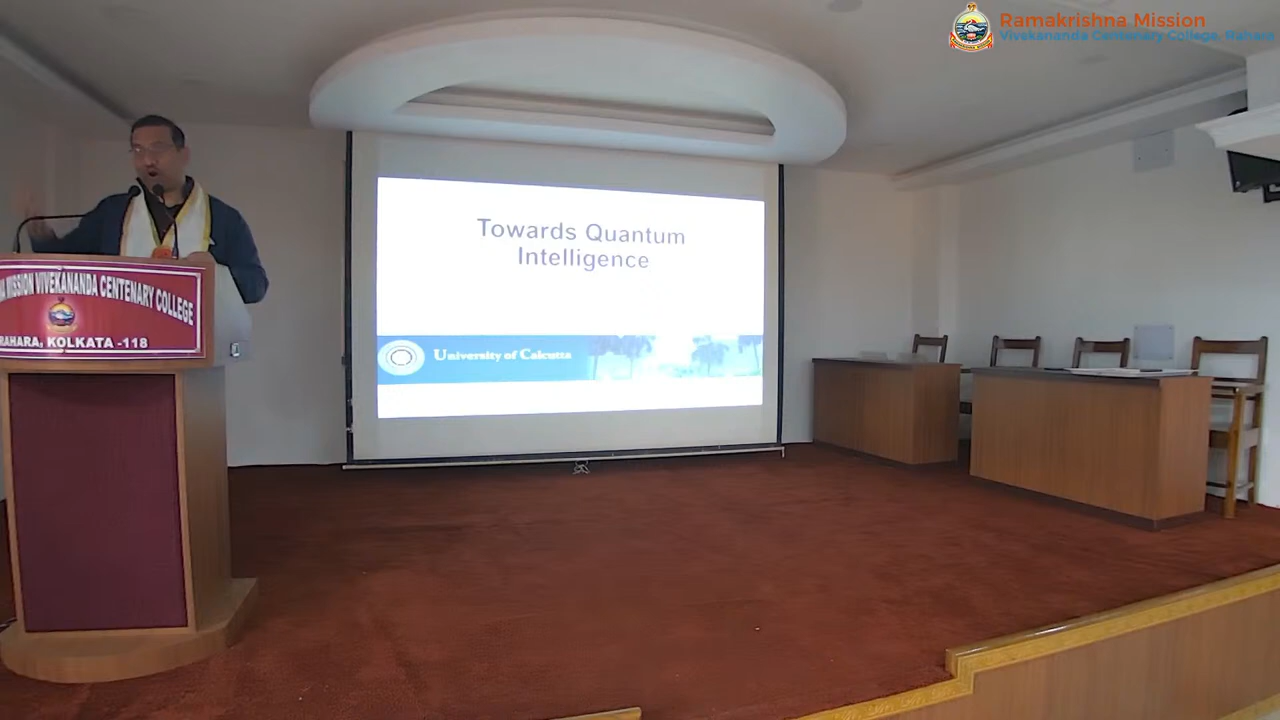 Ramakrishna Mission
Vivekananda Centenary College, Rahara
Towards Quantum
Intelligence
University of Calcutta
MISSION VIVEKANANDA CENTENARY COLLEGE
RAHARA, KOLKATA -118